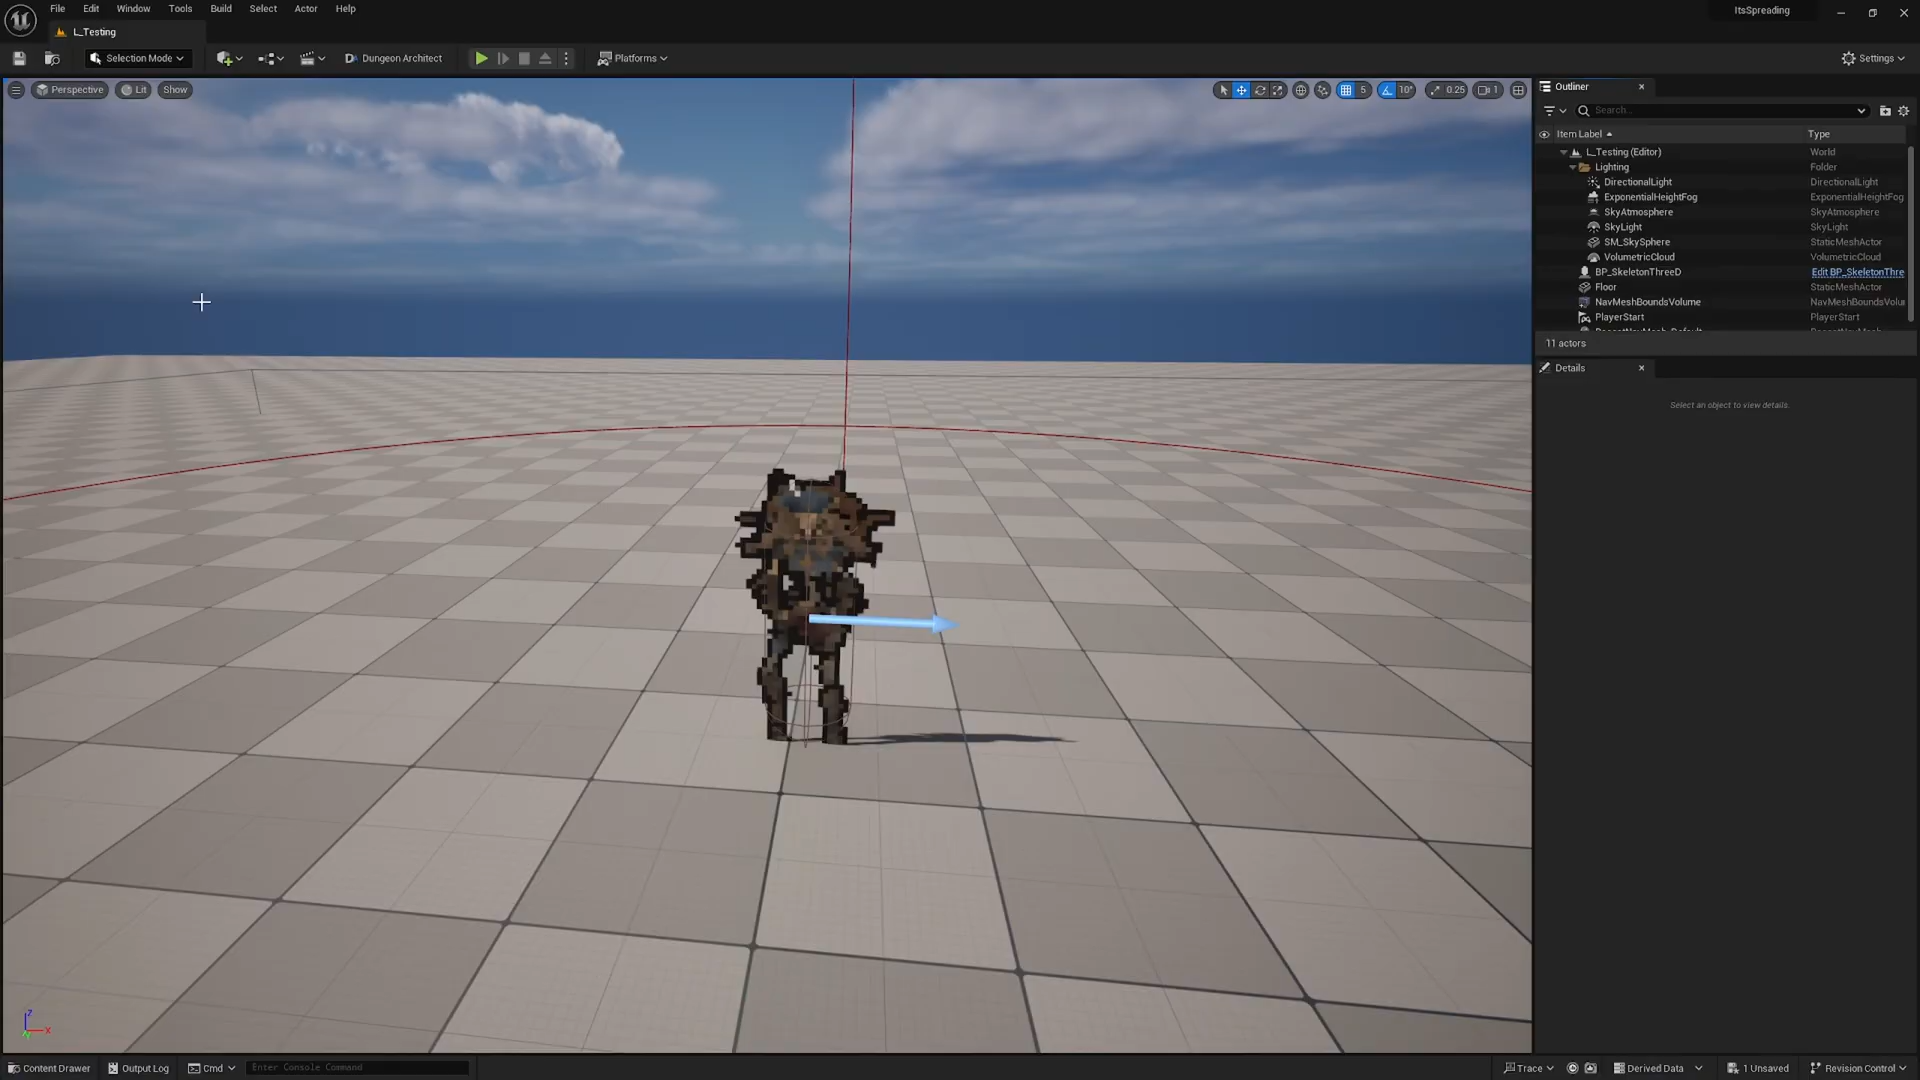 File Edit Window Tools Build Select Actor Help
ItsSpreading
L_Testing
Selection Mode
Dungeon Architect
Platforms
Settings
Perspective
Lit
Show
5
10°
0.25
1
Outliner
Search...
Item Label
Type
L_Testing (Editor) World
Lighting Folder
DirectionalLight DirectionalLight
ExponentialHeightFog ExponentialHeightFog
SkyAtmosphere SkyAtmosphere
SkyLight SkyLight
SM_SkySphere StaticMeshActor
VolumetricCloud VolumetricCloud
BP_SkeletonThreeD Edit BP_SkeletonThre
Floor StaticMeshActor
NavMeshBoundsVolume NavMeshBoundsVolu
PlayerStart PlayerStart
11 actors
Details
Select an object to view details.
Z
X
Content Drawer
Output Log
Cmd
Enter Console Command
Trace
Derived Data
1 Unsaved
Revision Control